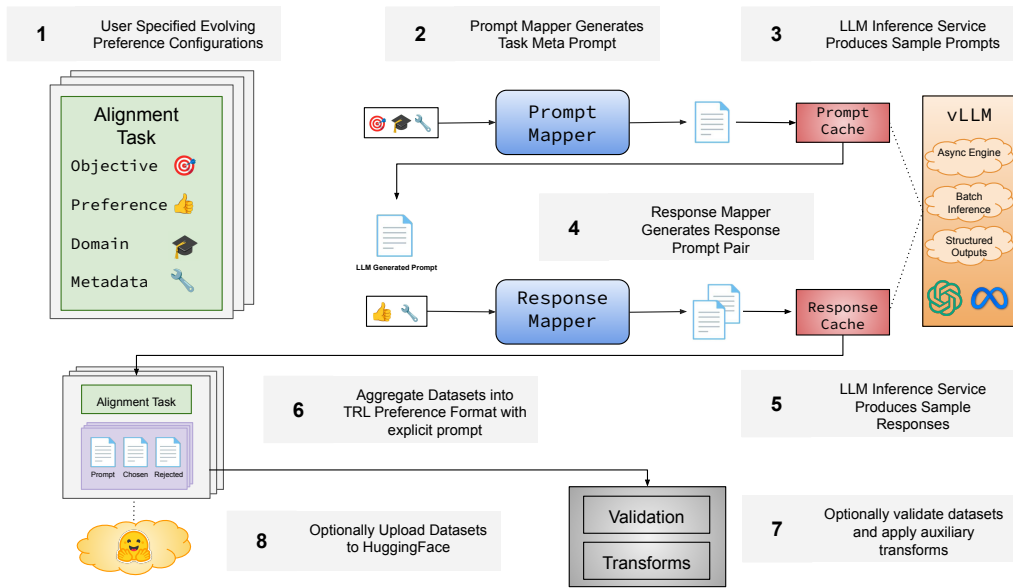 1
User Specified Evolving
Preference Configurations
2
Prompt Mapper Generates
Task Meta Prompt
3
LLM Inference Service
Produces Sample Prompts
Alignment
Task
Objective
Preference
Domain
Metadata
Prompt
Mapper
Prompt
Cache
vLLM
Async Engine
Batch
Inference
Structured
Outputs
LLM Generated Prompt
4
Response Mapper
Generates Response
Prompt Pair
Response
Mapper
Response
Cache
Alignment Task
Prompt
Chosen
Rejected
6
Aggregate Datasets into
TRL Preference Format with
explicit prompt
5
LLM Inference Service
Produces Sample
Responses
8
Optionally Upload Datasets
to HuggingFace
Validation
Transforms
7
Optionally validate datasets
and apply auxiliary
transforms